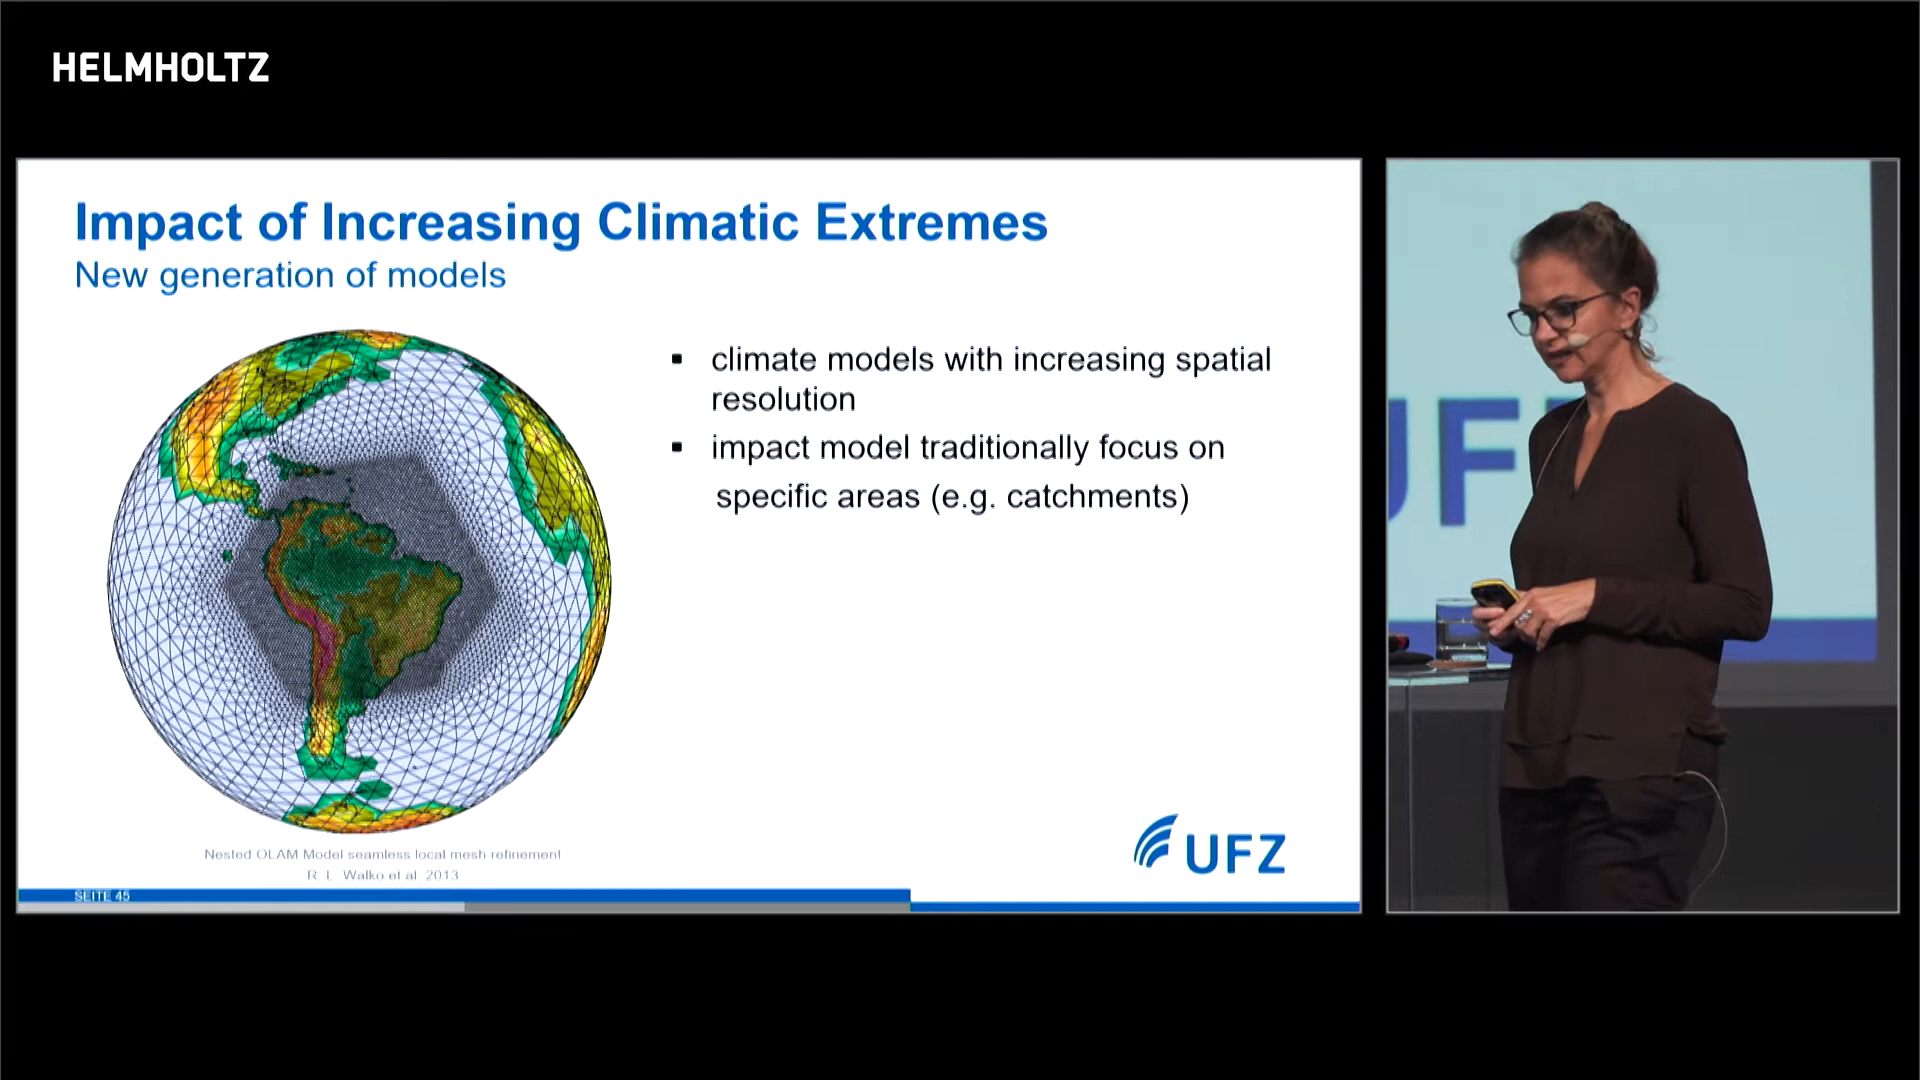 HELMHOLTZ
Impact of Increasing Climatic Extremes
New generation of models
▪ climate models with increasing spatial
resolution
▪ impact model traditionally focus on
specific areas (e.g. catchments)
Nested OLAM Model seamless local mesh refinement
R. L. Walko et al. 2013
UFZ
SEITE 45
UF